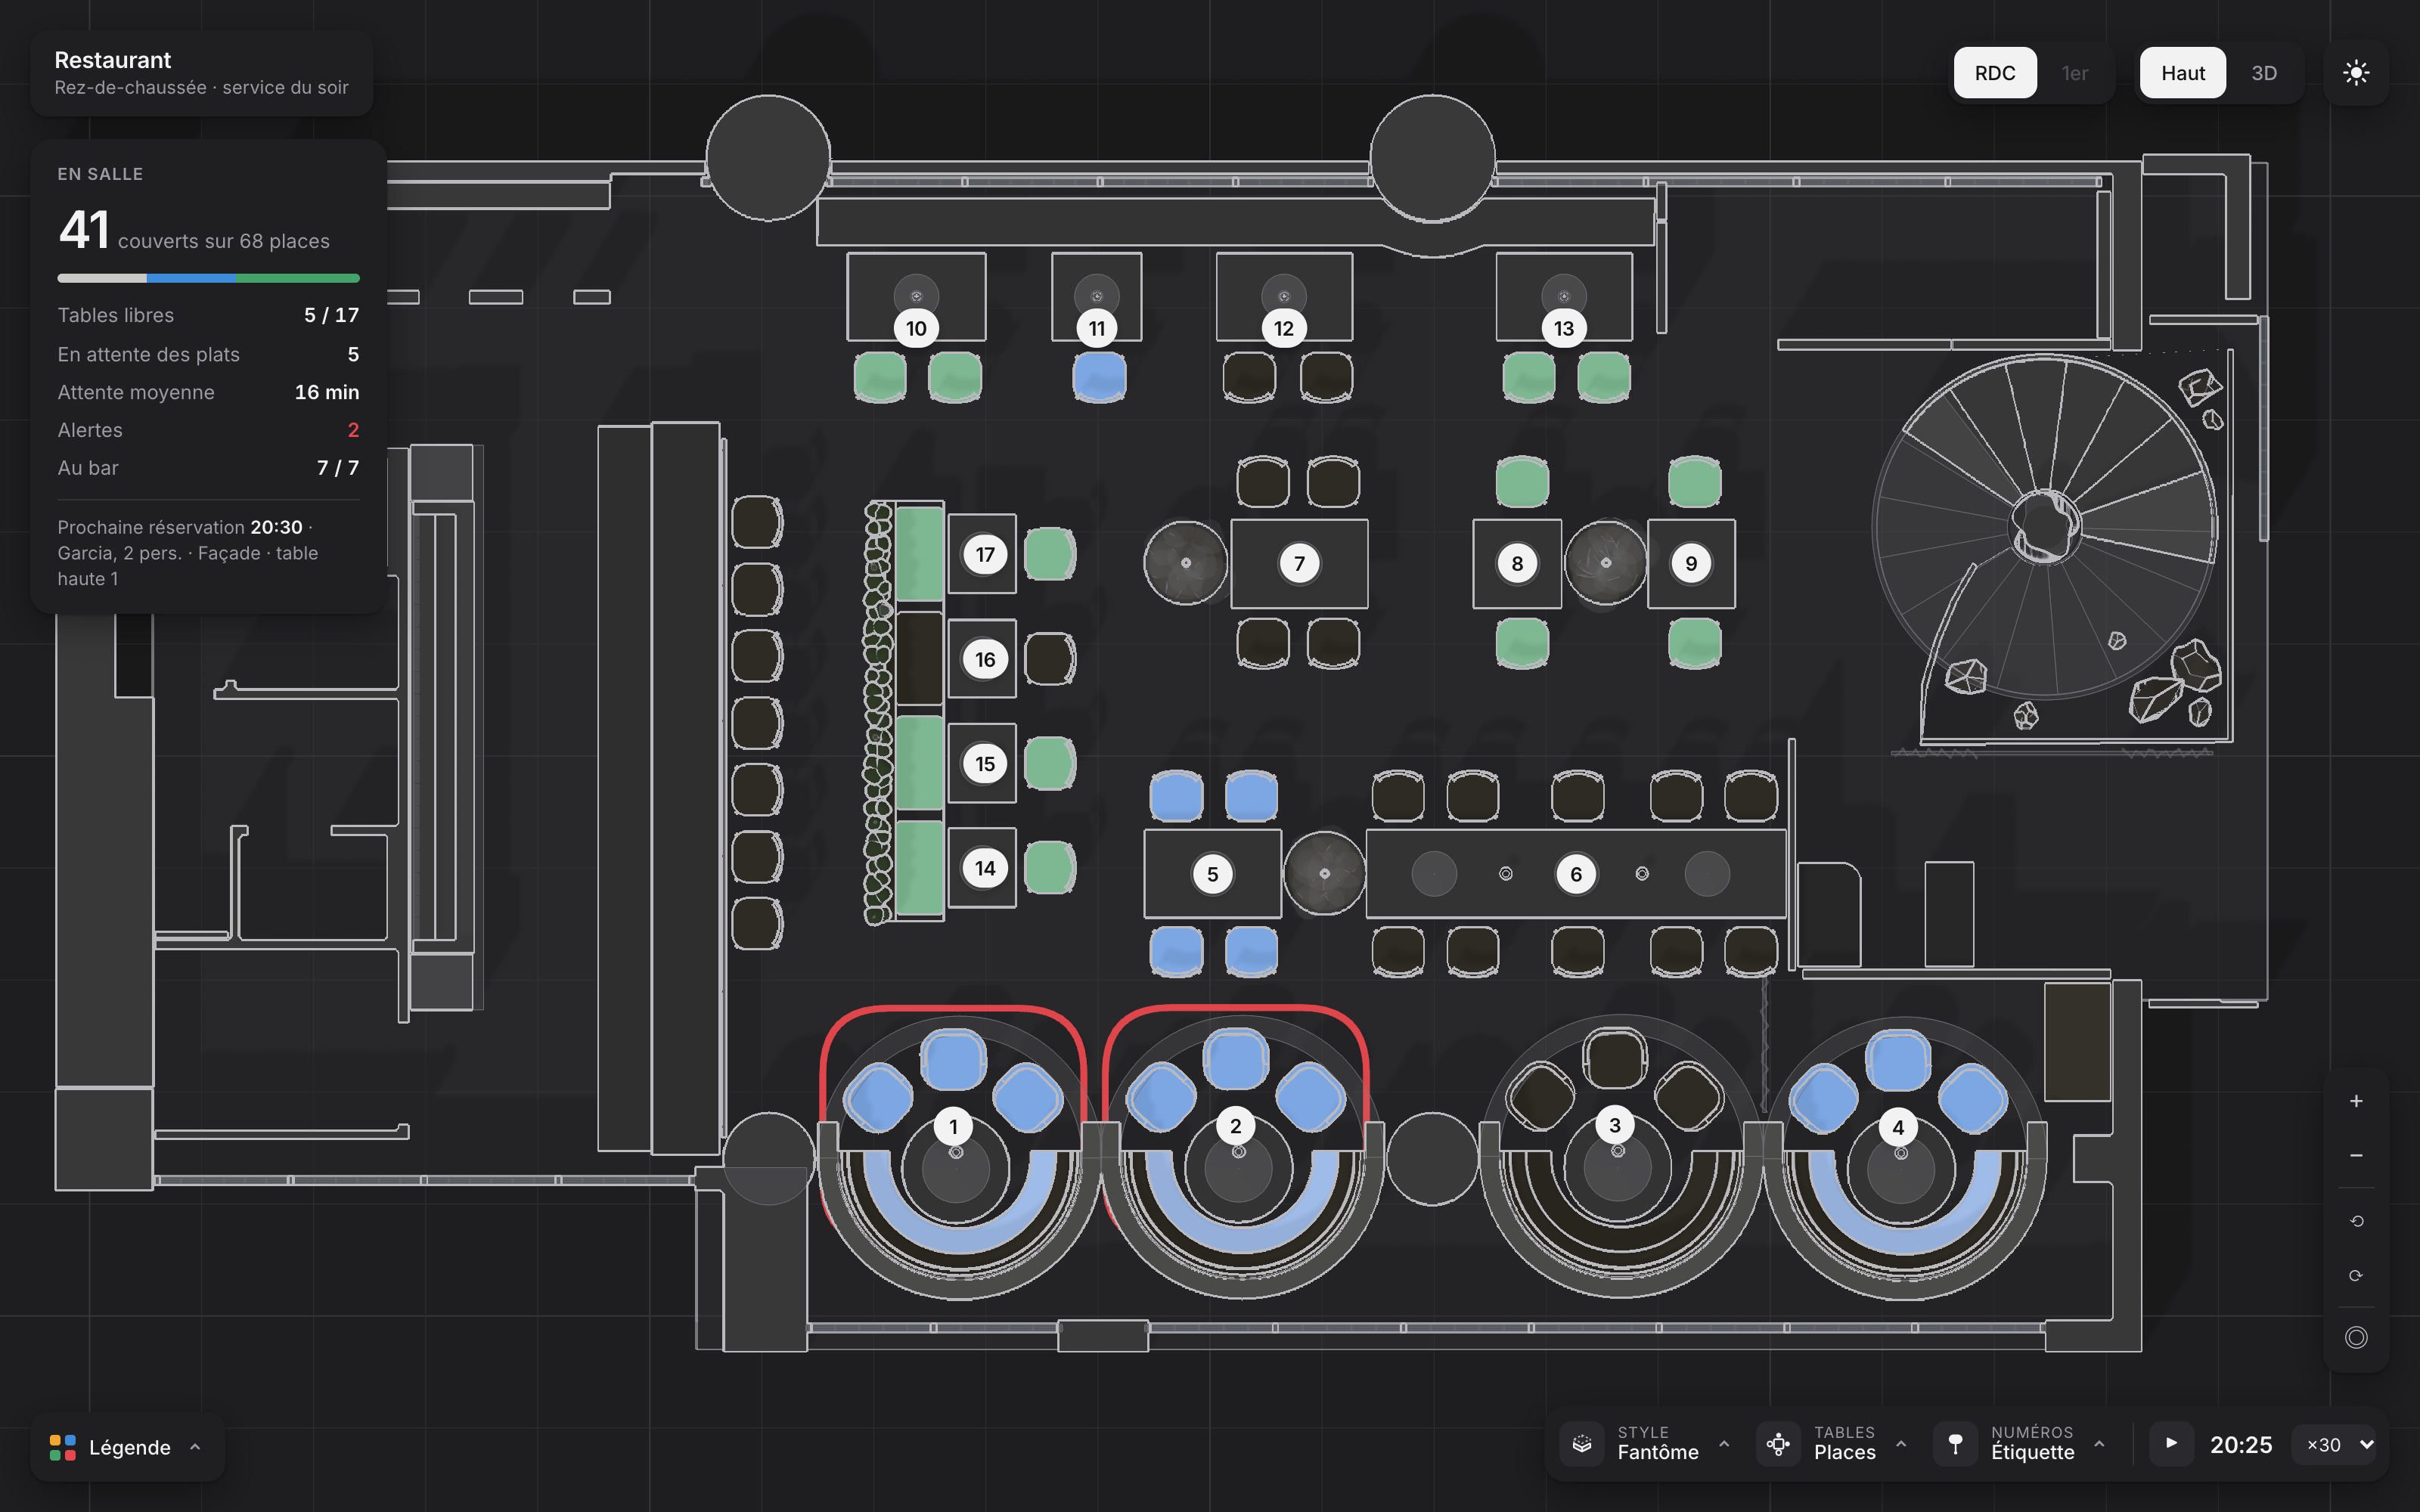 Restaurant
Rez-de-chaussée · service du soir
RDC
1er
Haut
3D
EN SALLE
41 couverts sur 68 places
Tables libres 5 / 17
En attente des plats 5
Attente moyenne 16 min
Alertes 2
Au bar 7 / 7
Prochaine réservation 20:30 ·
Garcia, 2 pers. · Façade · table
haute 1
10
11
12
13
17
7
8
9
16
15
14
5
6
1
2
3
4
Légende
STYLE
Fantôme
TABLES
Places
NUMÉROS
Étiquette
20:25
×30